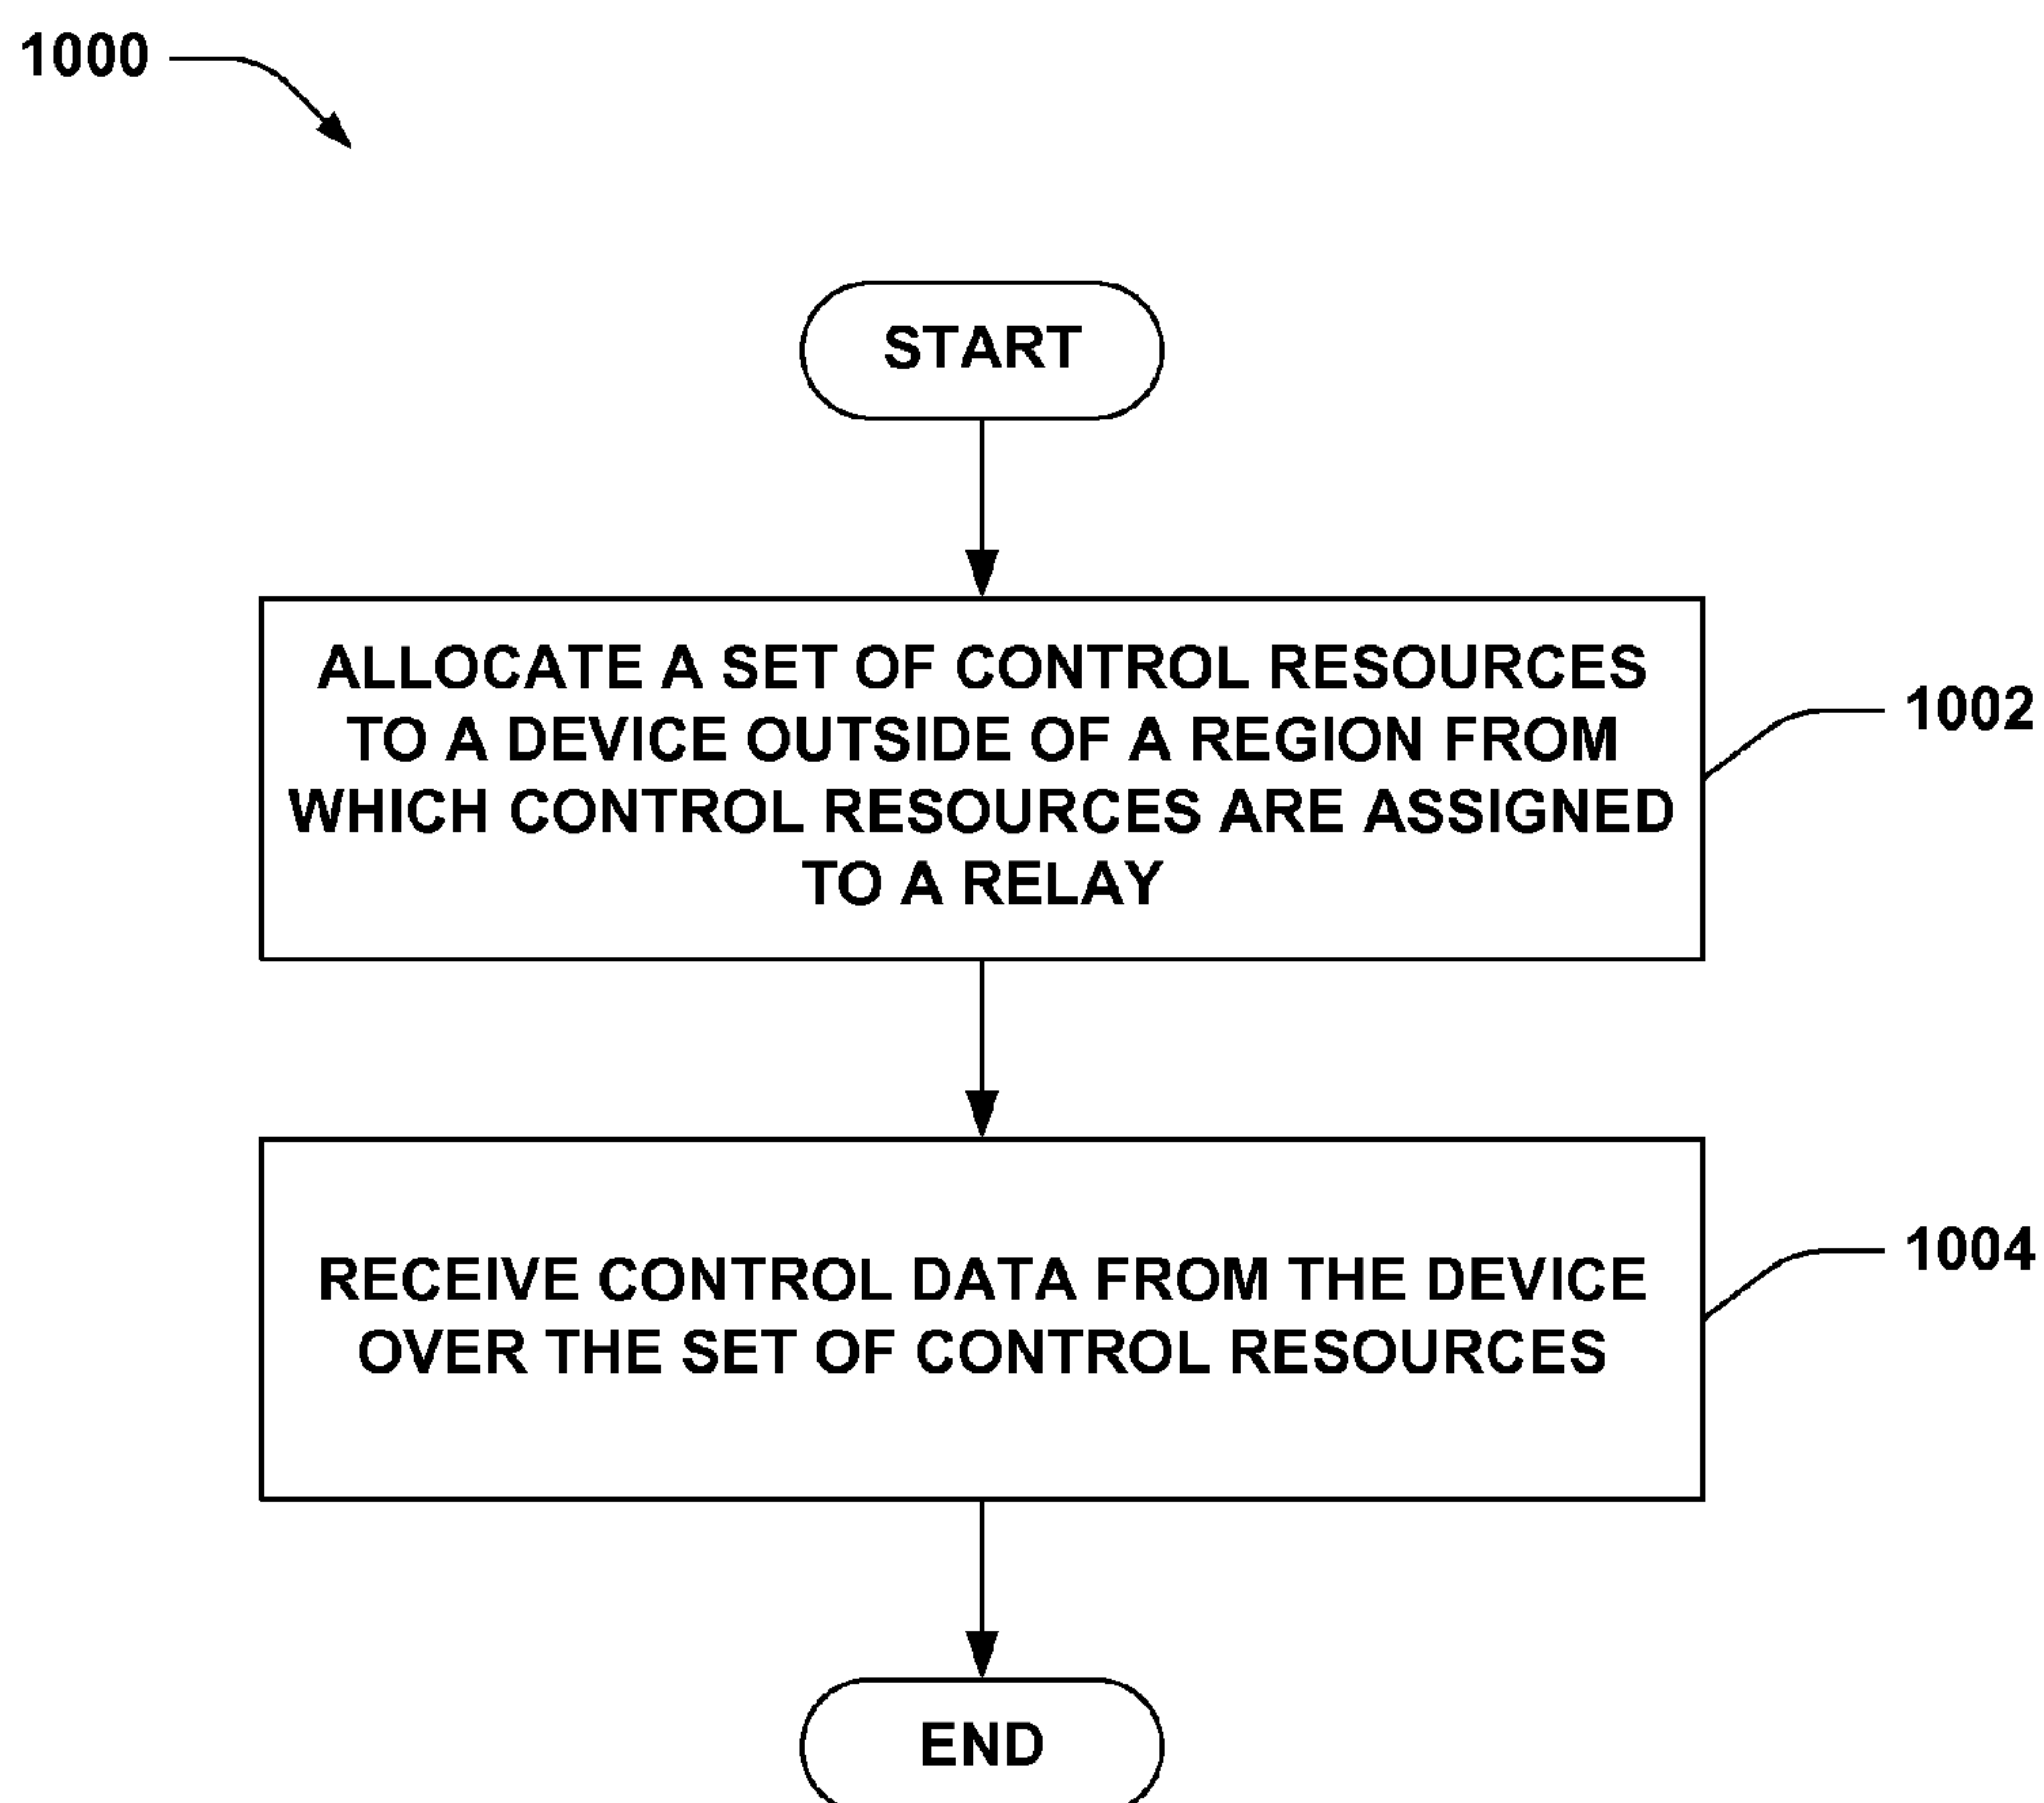 1000
START
ALLOCATE A SET OF CONTROL RESOURCES
TO A DEVICE OUTSIDE OF A REGION FROM
WHICH CONTROL RESOURCES ARE ASSIGNED
TO A RELAY
1002
RECEIVE CONTROL DATA FROM THE DEVICE
OVER THE SET OF CONTROL RESOURCES
1004
END